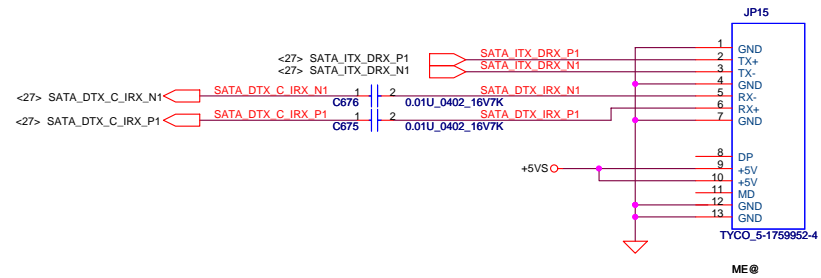 JP15
1 GND
<27> SATA_ITX_DRX_P1 SATA_ITX_DRX_P1 2 TX+
<27> SATA_ITX_DRX_N1 SATA_ITX_DRX_N1 3 TX-
4 GND
<27> SATA_DTX_C_IRX_N1 SATA_DTX_C_IRX_N1 1 2 SATA_DTX_IRX_N1 5 RX-
C676 0.01U_0402_16V7K
6 RX+
<27> SATA_DTX_C_IRX_P1 SATA_DTX_C_IRX_P1 1 2 SATA_DTX_IRX_P1 7 GND
C675 0.01U_0402_16V7K
8 DP
+5VS 9 +5V
10 +5V
11 MD
12 GND
13 GND
TYCO_5-1759952-4
ME@